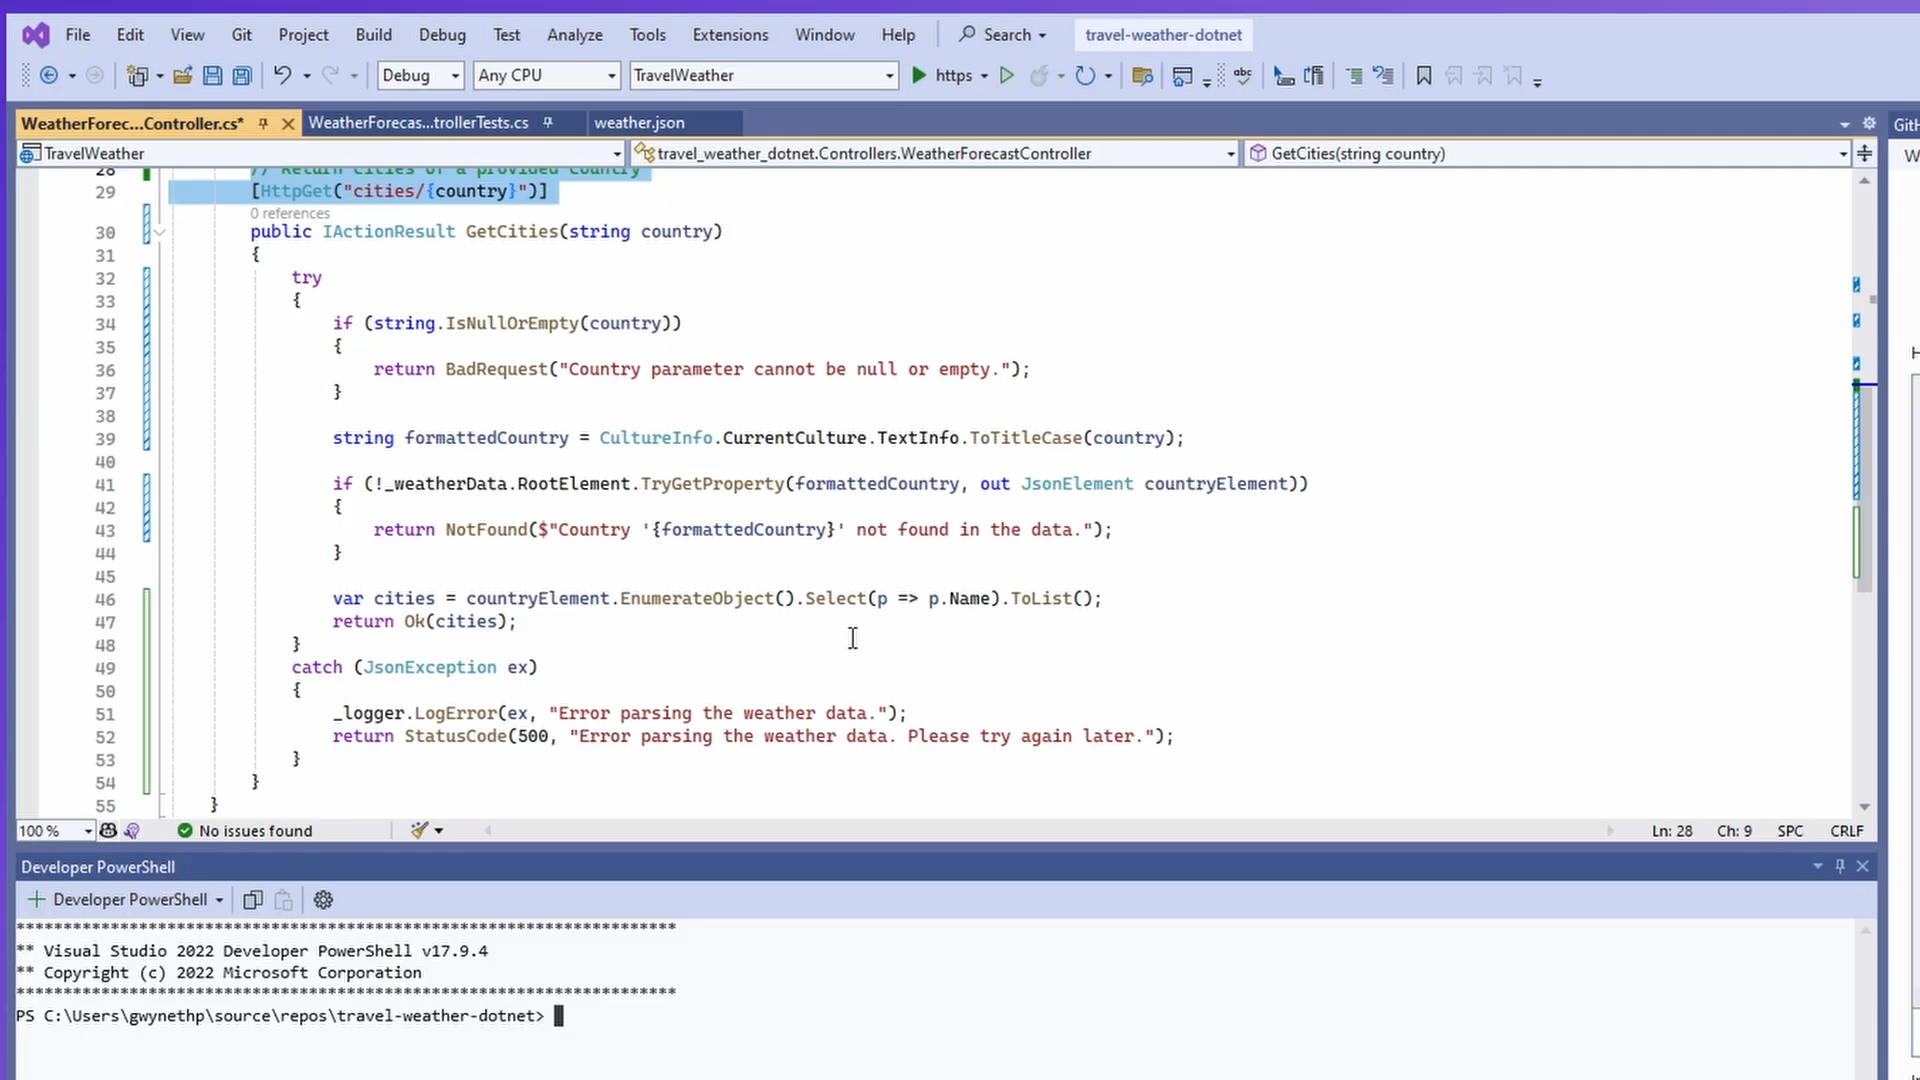 File Edit View Git Project Build Debug Test Analyze Tools Extensions Window Help Search travel-weather-dotnet
Debug Any CPU TravelWeather https abc
WeatherForec...Controller.cs* WeatherForecas...trollerTests.cs weather.json
TravelWeather travel_weather_dotnet.Controllers.WeatherForecastController GetCities(string country)
28 // Return cities of a provided country
29 [HttpGet("cities/{country}")]
0 references
30 public IActionResult GetCities(string country)
31 {
32 try
33 {
34 if (string.IsNullOrEmpty(country))
35 {
36 return BadRequest("Country parameter cannot be null or empty.");
37 }
38
39 string formattedCountry = CultureInfo.CurrentCulture.TextInfo.ToTitleCase(country);
40
41 if (!_weatherData.RootElement.TryGetProperty(formattedCountry, out JsonElement countryElement))
42 {
43 return NotFound($"Country '{formattedCountry}' not found in the data.");
44 }
45
46 var cities = countryElement.EnumerateObject().Select(p => p.Name).ToList();
47 return Ok(cities);
48 }
49 catch (JsonException ex)
50 {
51 _logger.LogError(ex, "Error parsing the weather data.");
52 return StatusCode(500, "Error parsing the weather data. Please try again later.");
53 }
54 }
55 }
100 % No issues found Ln: 28 Ch: 9 SPC CRLF
Developer PowerShell
Developer PowerShell
**********************************************************************
** Visual Studio 2022 Developer PowerShell v17.9.4
** Copyright (c) 2022 Microsoft Corporation
**********************************************************************
PS C:\Users\gwynethp\source\repos\travel-weather-dotnet>